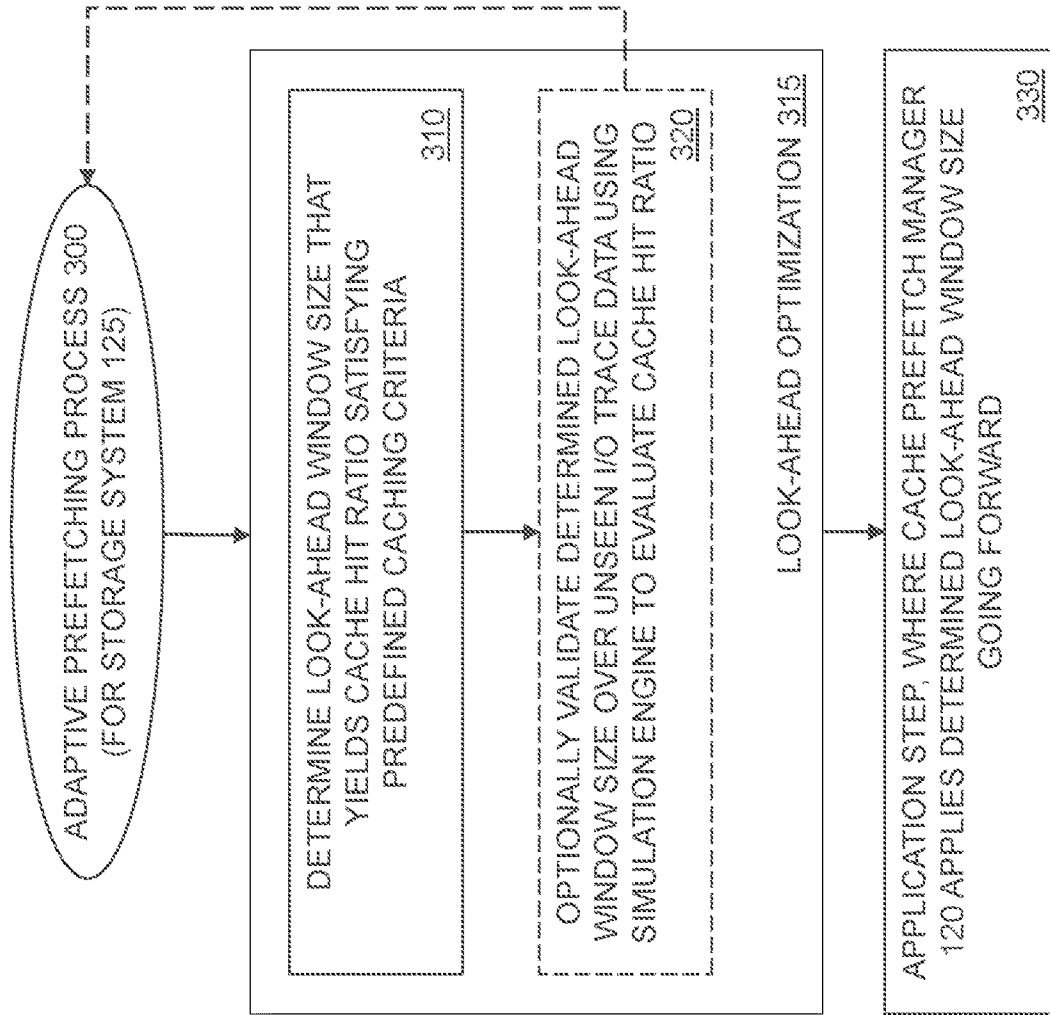 ADAPTIVE PREFETCHING PROCESS 300
(FOR STORAGE SYSTEM 125)
DETERMINE LOOK-AHEAD WINDOW SIZE THAT
YIELDS CACHE HIT RATIO SATISFYING
PREDEFINED CACHING CRITERIA
310
OPTIONALLY VALIDATE DETERMINED LOOK-AHEAD
WINDOW SIZE OVER UNSEEN I/O TRACE DATA USING
SIMULATION ENGINE TO EVALUATE CACHE HIT RATIO
320
LOOK-AHEAD OPTIMIZATION 315
APPLICATION STEP, WHERE CACHE PREFETCH MANAGER
120 APPLIES DETERMINED LOOK-AHEAD WINDOW SIZE
GOING FORWARD
330